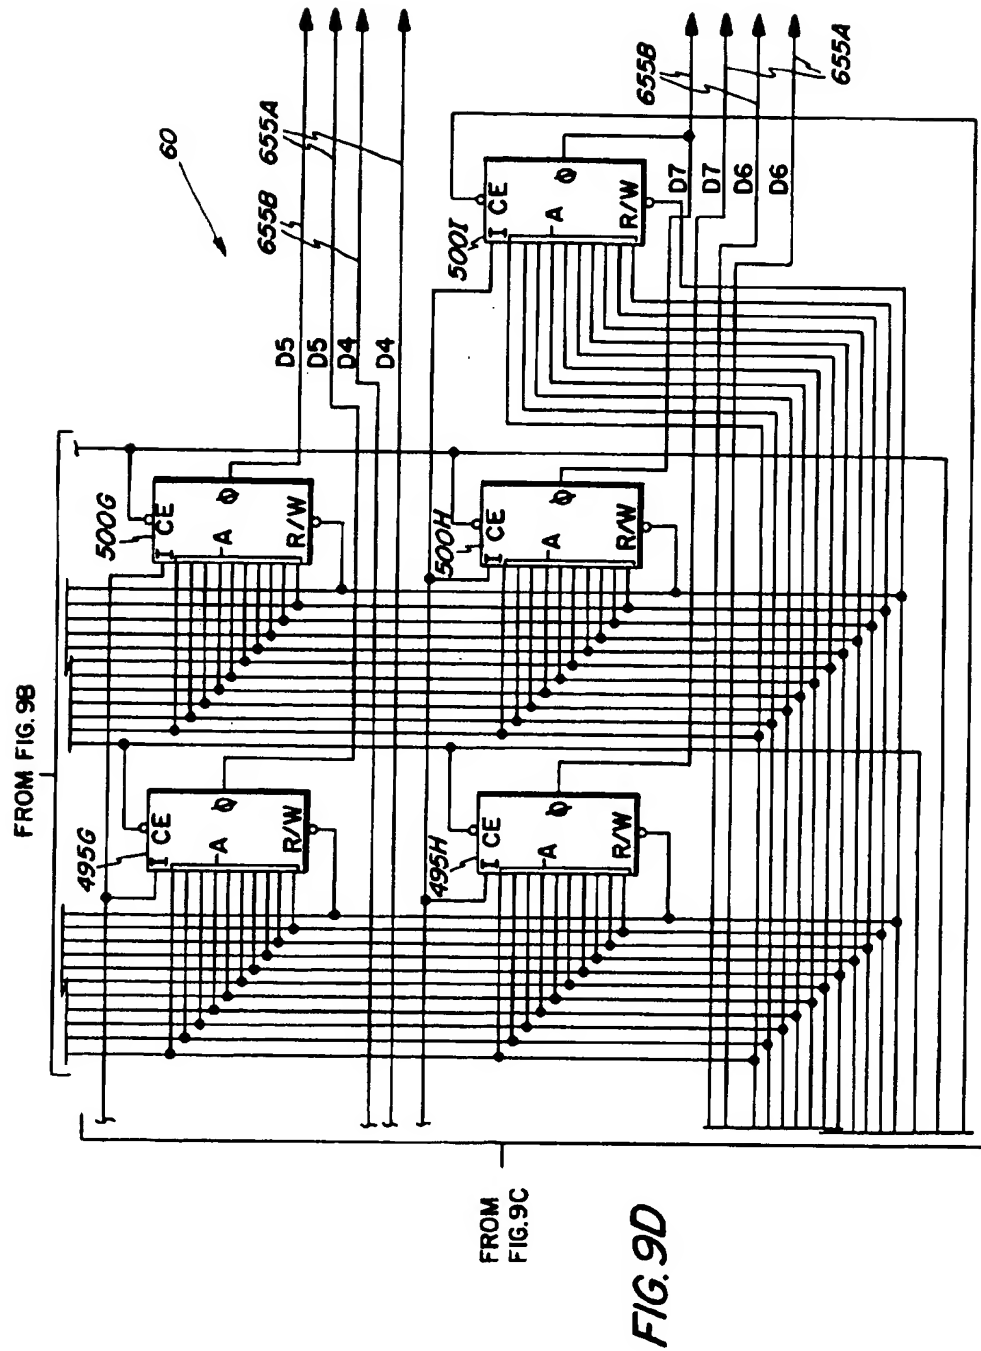 FROM FIG. 9B
60
495G
I CE
A
Q
R/W
500G
I CE
A
Q
R/W
655B
655A
D5
D5
D4
D4
495H
I CE
A
Q
R/W
500H
I CE
A
Q
R/W
500I
I CE
A
Q
R/W
655B
655A
D7
D7
D6
D6
FROM
FIG. 9C
FIG. 9D